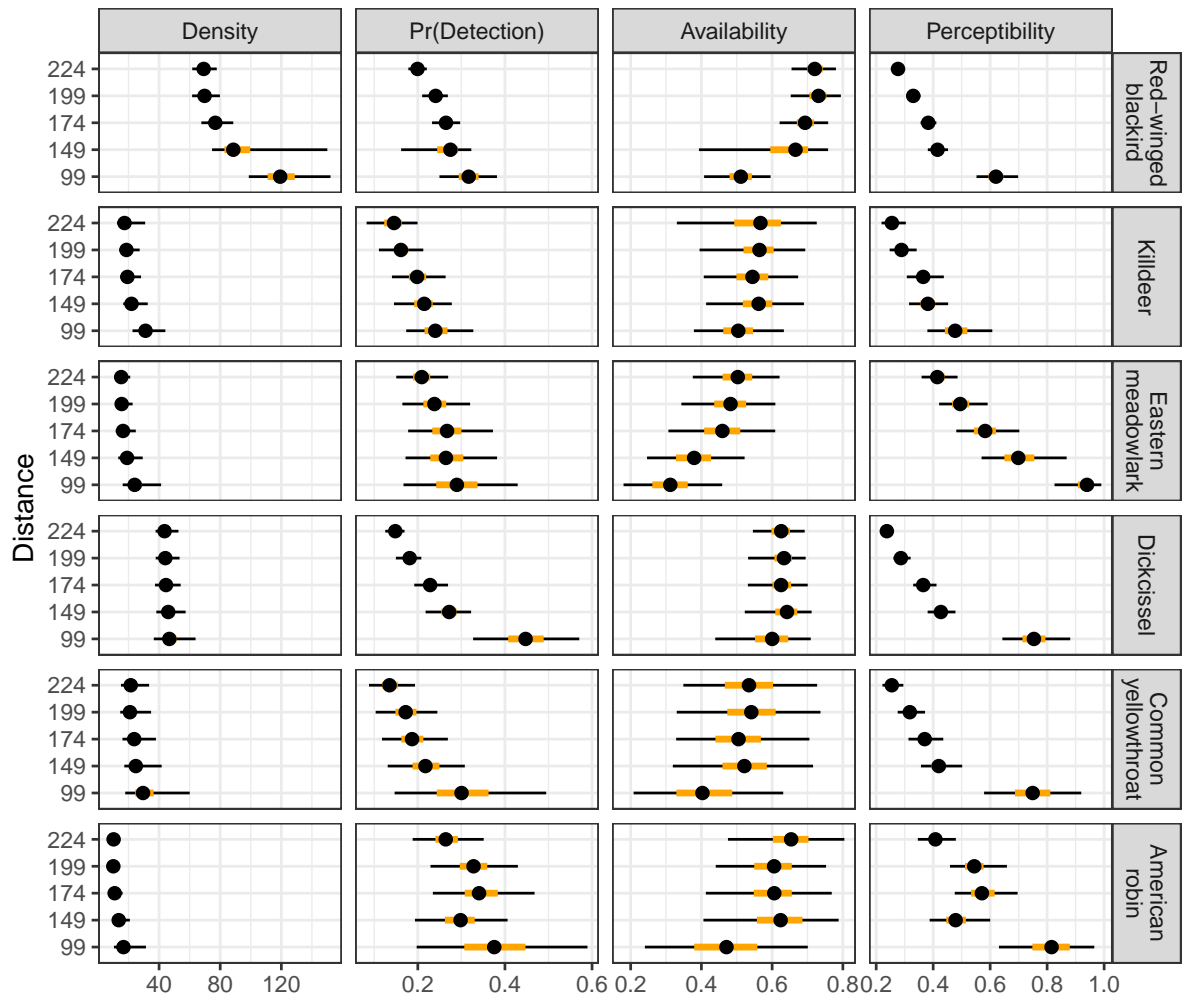 Density Pr(Detection) Availability Perceptibility
Distance
224
199
174
149
99
Red−winged
blackird
224
199
174
149
99
Killdeer
224
199
174
149
99
Eastern
meadowlark
224
199
174
149
99
Dickcissel
224
199
174
149
99
Common
yellowthroat
224
199
174
149
99
American
robin
40 80 120 0.2 0.4 0.6 0.2 0.4 0.6 0.8 0.2 0.4 0.6 0.8 1.0